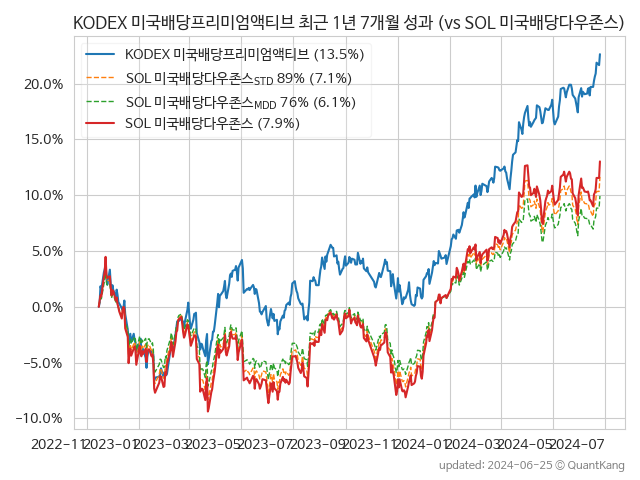 KODEX 미국배당프리미엄액티브 최근 1년 7개월 성과 (vs SOL 미국배당다우존스)
KODEX 미국배당프리미엄액티브 (13.5%)
SOL 미국배당다우존스STD 89% (7.1%)
SOL 미국배당다우존스MDD 76% (6.1%)
SOL 미국배당다우존스 (7.9%)
20.0%
15.0%
10.0%
5.0%
0.0%
−5.0%
−10.0%
2022-11 2023-01 2023-03 2023-05 2023-07 2023-09 2023-11 2024-01 2024-03 2024-05 2024-07
updated: 2024-06-25 © QuantKang